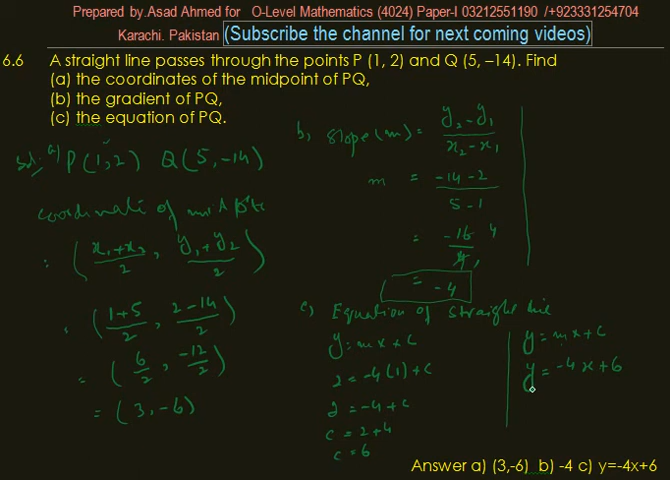 Prepared by.Asad Ahmed for O-Level Mathematics (4024) Paper-I 03212551190 /+923331254704
Karachi. Pakistan (Subscribe the channel for next coming videos)
6.6 A straight line passes through the points P (1, 2) and Q (5, –14). Find
(a) the coordinates of the midpoint of PQ,
(b) the gradient of PQ,
(c) the equation of PQ.
Sol: a) P(1,2) Q(5,-14)
coordinate of mid pt
: (x₁+x₂/2, y₁+y₂/2)
: (1+5/2, 2-14/2)
= (6/2, -12/2)
= (3,-6)
b) slope(m) = y₂-y₁/x₂-x₁
m = -14-2/5-1
= -16/4
= -4
c) Equation of straight line
y=mx+c
2=-4(1)+c
2=-4+c
c=2+4
c=6
y=mx+c
y=-4x+6
Answer a) (3,-6) b) -4 c) y=-4x+6